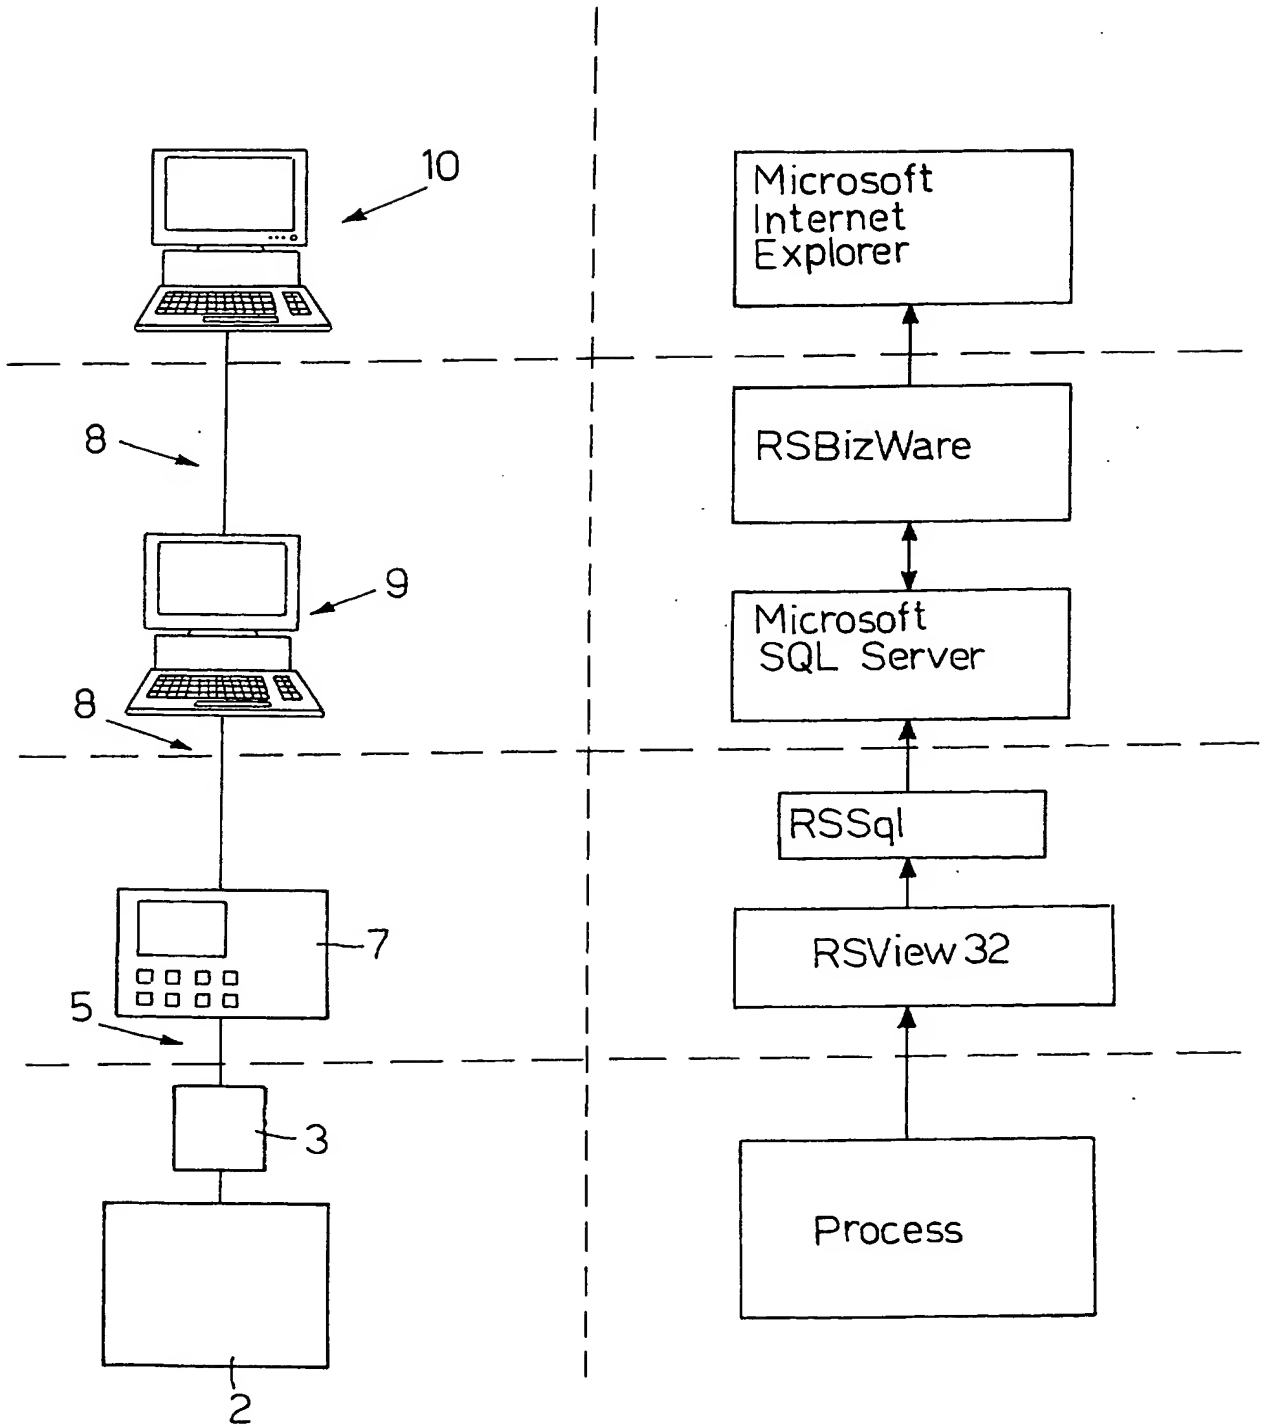 10
Microsoft
Internet
Explorer
8
RSBizWare
9
Microsoft
SQL Server
8
RSSql
7
RSView32
5
3
Process
2